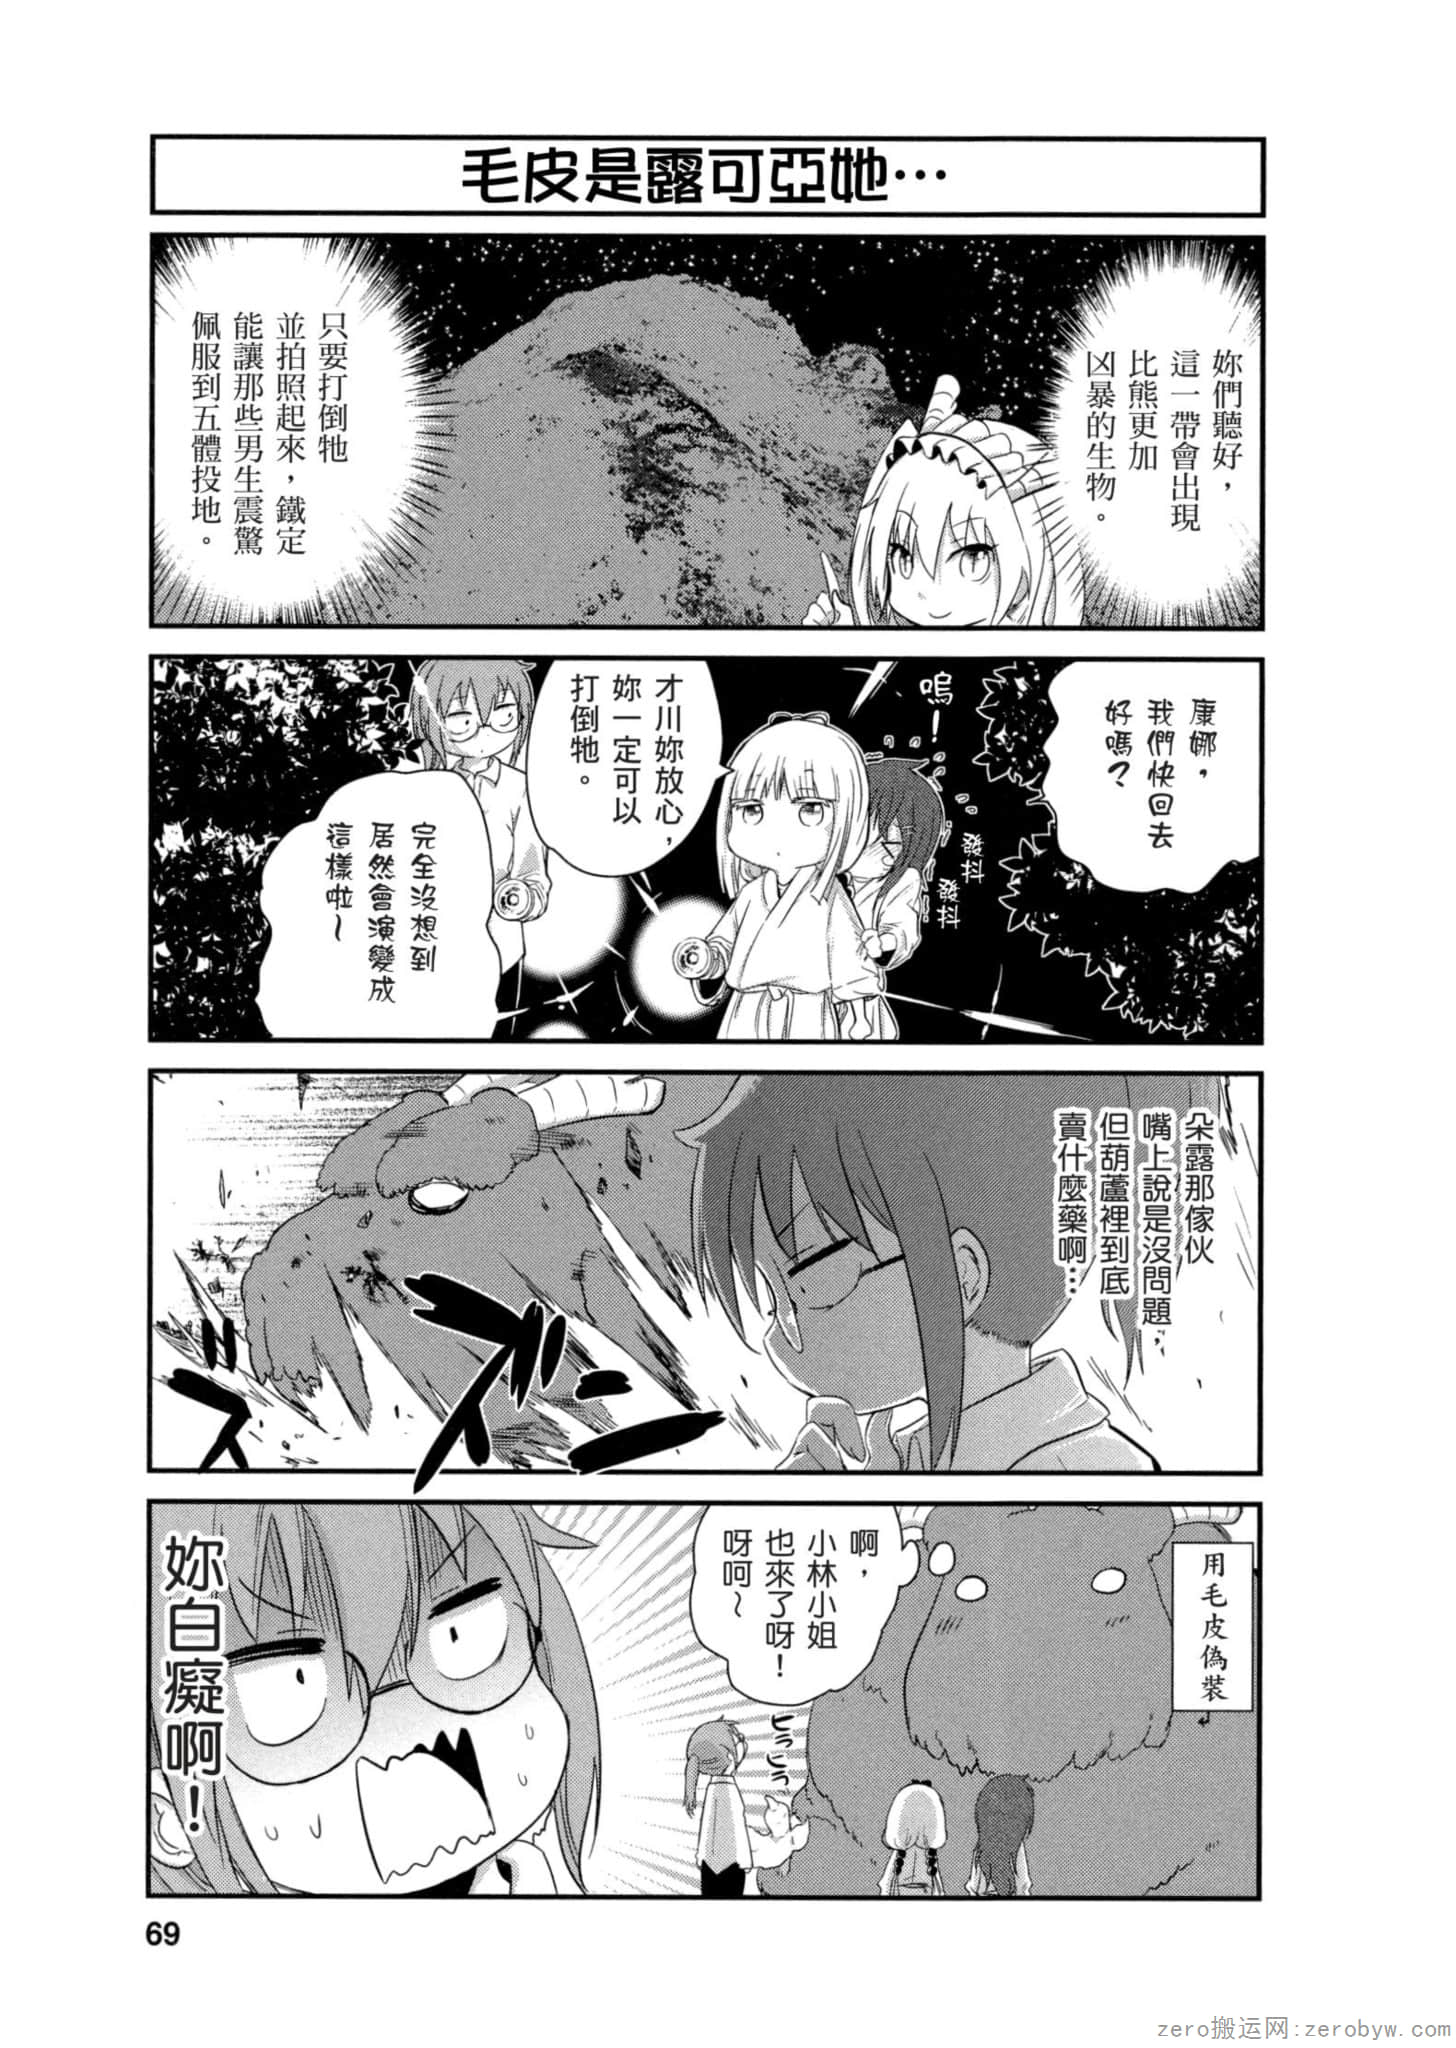 毛皮是露可亞她…
妳們聽好，
這一帶會出現
比熊更加
凶暴的生物。
只要打倒牠
並拍照起來，鐵定
能讓那些男生震驚
佩服到五體投地。
康娜，
我們快回去
好嗎？
嗚！
發抖
發抖
才川妳放心，
妳一定可以
打倒牠。
完全沒想到
居然會演變成
這樣啦～
朵露那傢伙
嘴上說是沒問題，
但葫蘆裡到底
賣什麼藥啊…
ズン
ズズ
用毛皮偽裝
啊，
小林小姐
也來了呀！
呀呵～
ヒょっこっ
妳白癡啊！
69
zero搬运网:zerobyw.com